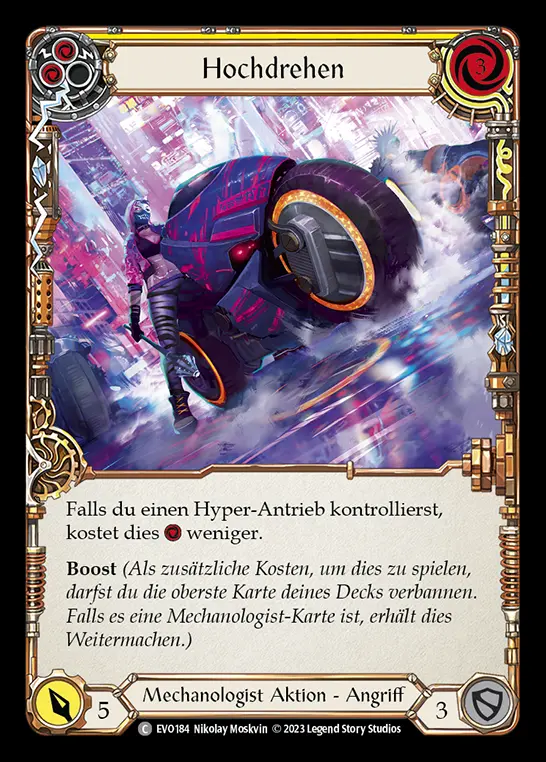 Hochdrehen
3
Falls du einen Hyper-Antrieb kontrollierst,
kostet dies weniger.
Boost (Als zusätzliche Kosten, um dies zu spielen,
darfst du die oberste Karte deines Decks verbannen.
Falls es eine Mechanologist-Karte ist, erhält dies
Weitermachen.)
5
Mechanologist Aktion - Angriff
3
C EVO184 Nikolay Moskvin © 2023 Legend Story Studios